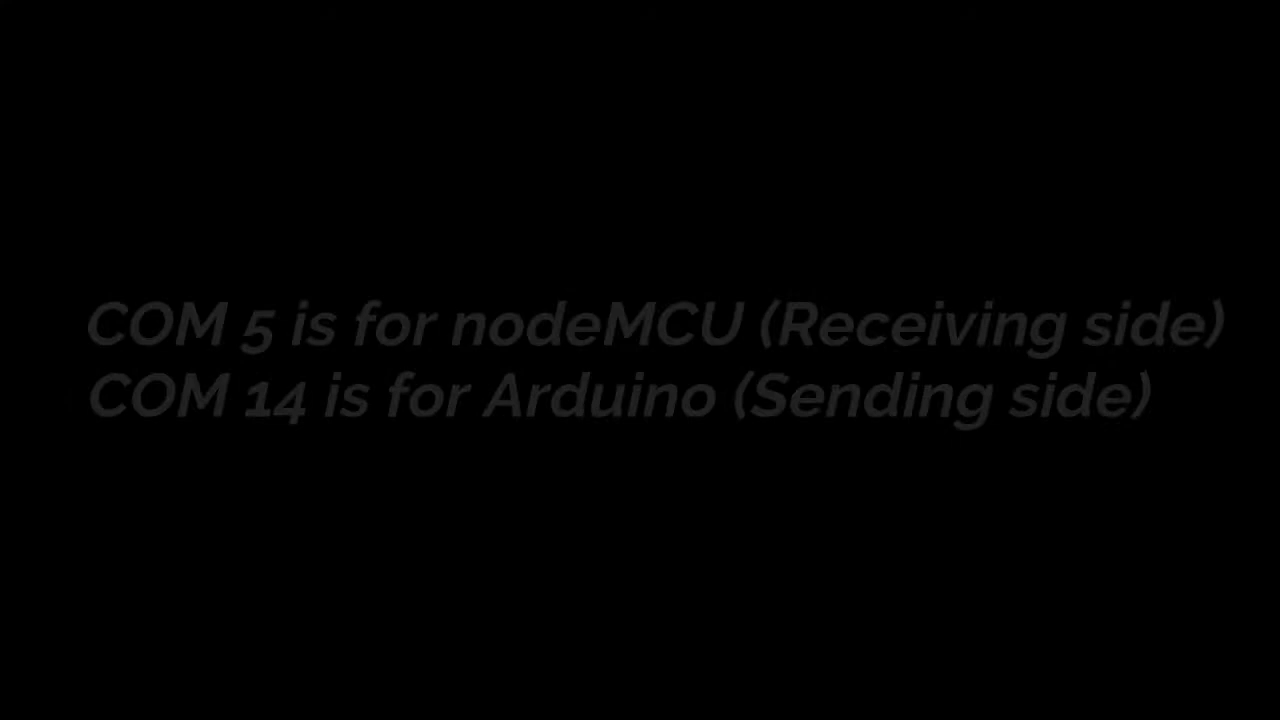 COM 5 is for nodeMCU (Receiving side)
COM 14 is for Arduino (Sending side)